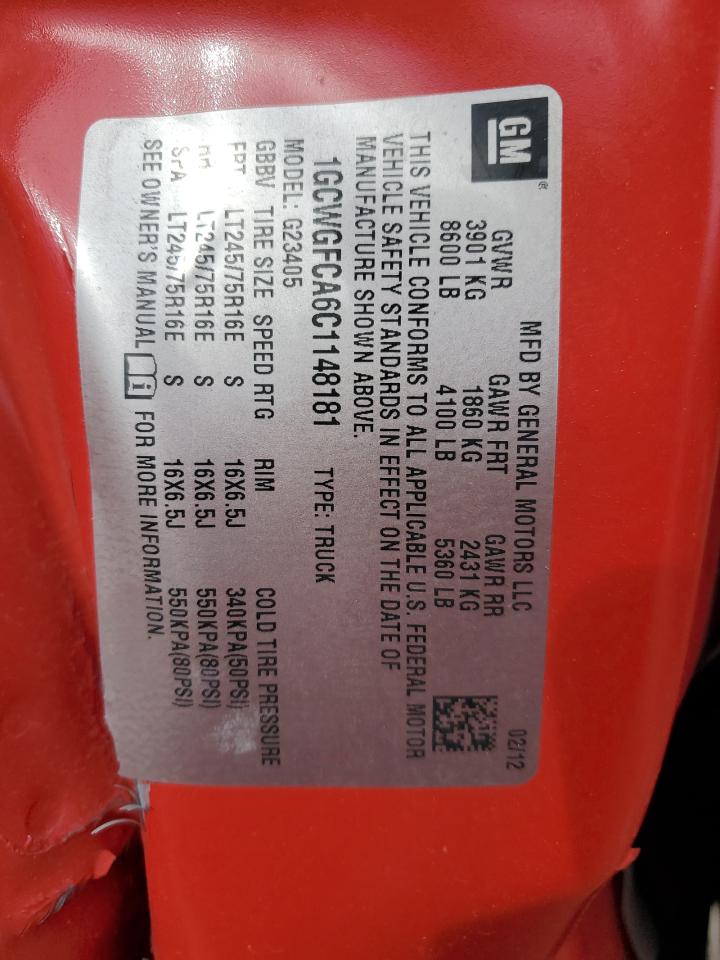 GM
MFD BY GENERAL MOTORS LLC 02/12
GVWR GAWR FRT GAWR RR
3901 KG 1860 KG 2431 KG
8600 LB 4100 LB 5360 LB
THIS VEHICLE CONFORMS TO ALL APPLICABLE U.S. FEDERAL MOTOR
VEHICLE SAFETY STANDARDS IN EFFECT ON THE DATE OF
MANUFACTURE SHOWN ABOVE.
1GCWGFCA6C1148181 TYPE: TRUCK
MODEL: G23405
GBBV TIRE SIZE SPEED RTG RIM COLD TIRE PRESSURE
FRT LT245/75R16E S 16X6.5J 340KPA(50PSI)
LT245/75R16E S 16X6.5J 550KPA(80PSI)
SPA LT245/75R16E S 16X6.5J 550KPA(80PSI)
SEE OWNER'S MANUAL FOR MORE INFORMATION.